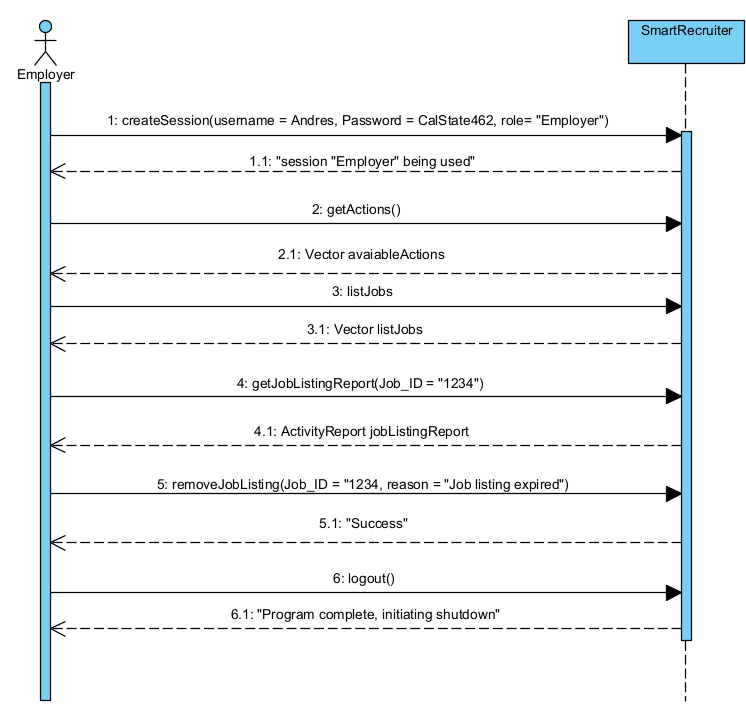 SmartRecruiter
Employer
1: createSession(username = Andres, Password = CalState462, role= "Employer")
1.1: "session "Employer" being used"
2: getActions()
2.1: Vector avaiableActions
3: listJobs
3.1: Vector listJobs
4: getJobListingReport(Job_ID = "1234")
4.1: ActivityReport jobListingReport
5: removeJobListing(Job_ID = "1234, reason = "Job listing expired")
5.1: "Success"
6: logout()
6.1: "Program complete, initiating shutdown"